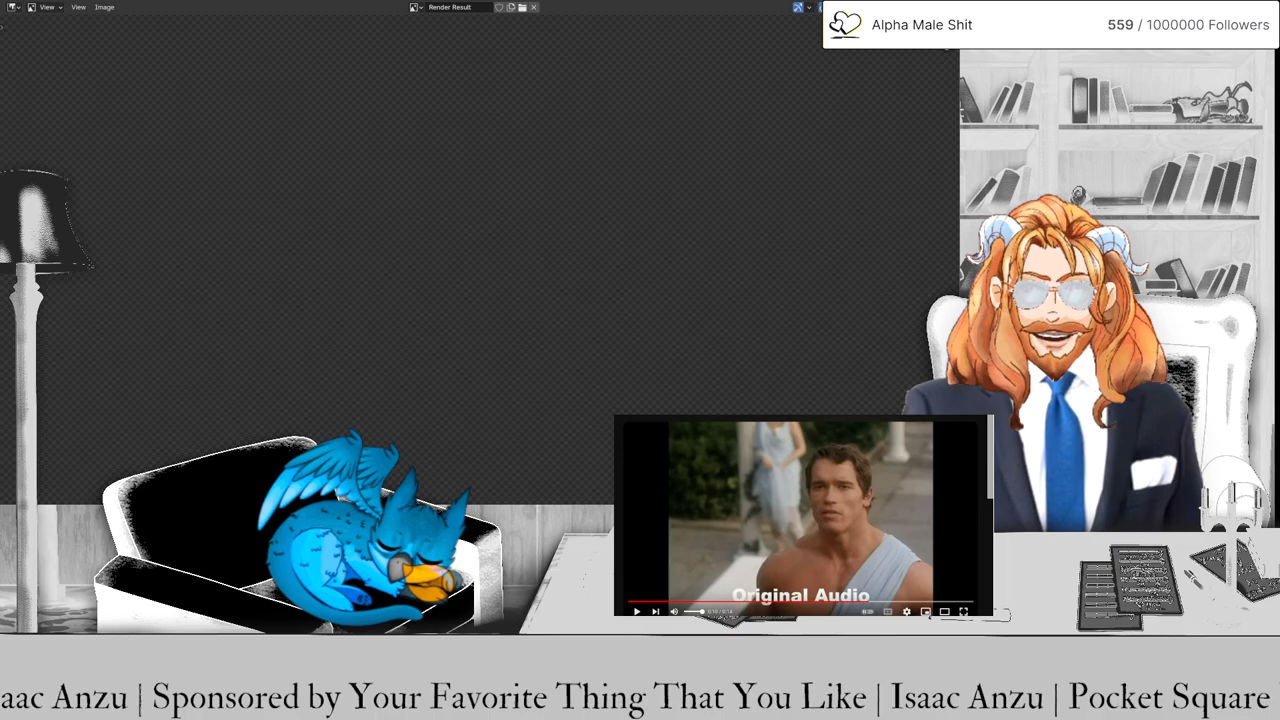 View
View
Image
Render Result
Alpha Male Shit
559 / 1000000 Followers
Original Audio
aac Anzu | Sponsored by Your Favorite Thing That You Like | Isaac Anzu | Pocket Square